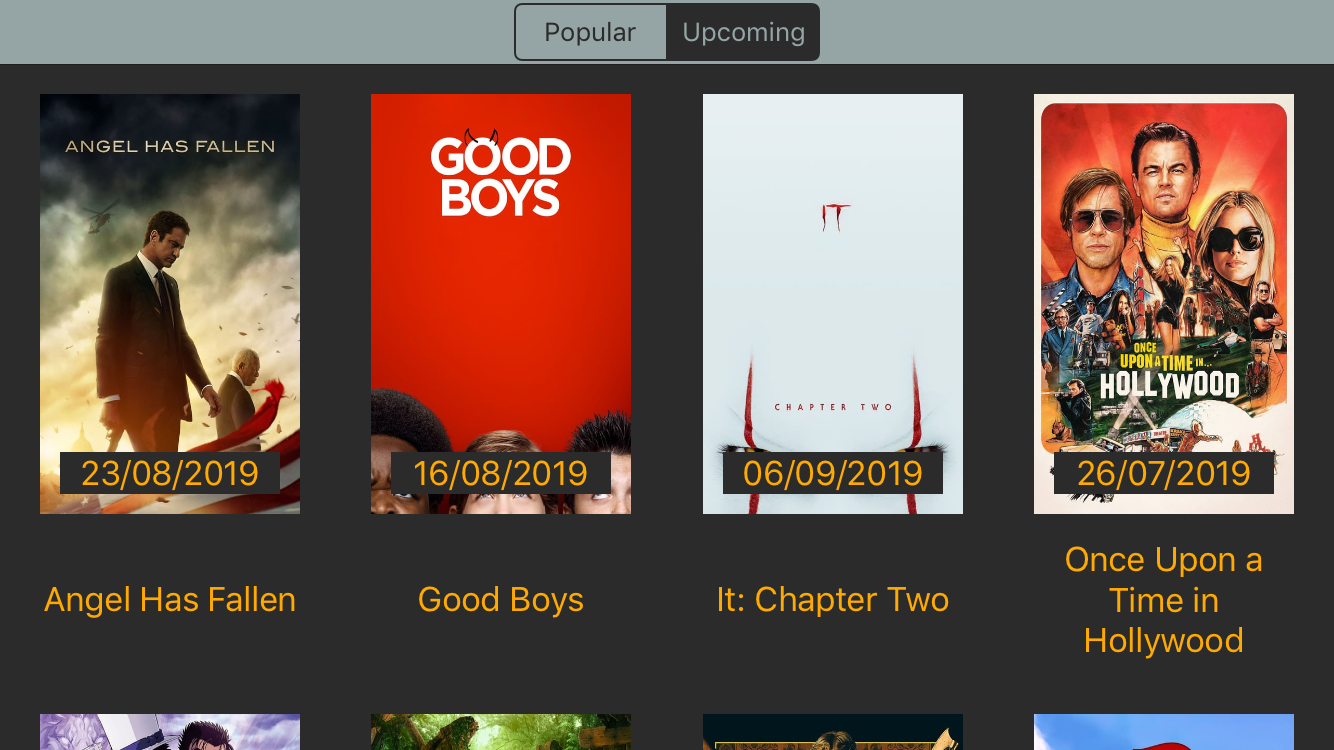 Popular
Upcoming
ANGEL HAS FALLEN
23/08/2019
Angel Has Fallen
GOOD
BOYS
16/08/2019
Good Boys
IT
CHAPTER TWO
06/09/2019
It: Chapter Two
ONCE
UPON A TIME IN...
HOLLYWOOD
26/07/2019
Once Upon a
Time in
Hollywood